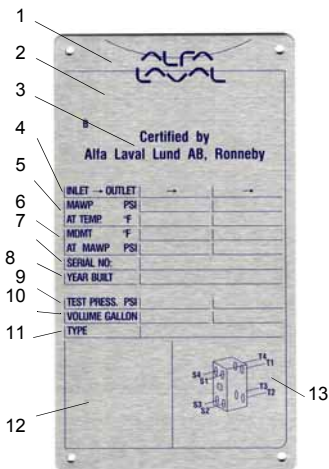 1
2
3
4
5
6
7
8
9
10
11
12
13
ALFA
LAVAL
B
Certified by
Alfa Laval Lund AB, Ronneby
INLET → OUTLET → →
MAWP PSI
AT TEMP. °F
MDMT °F
AT MAWP PSI
SERIAL NO:
YEAR BUILT
TEST PRESS. PSI
VOLUME GALLON
TYPE
S4 T4
S1 T1
S3 T3
S2 T2